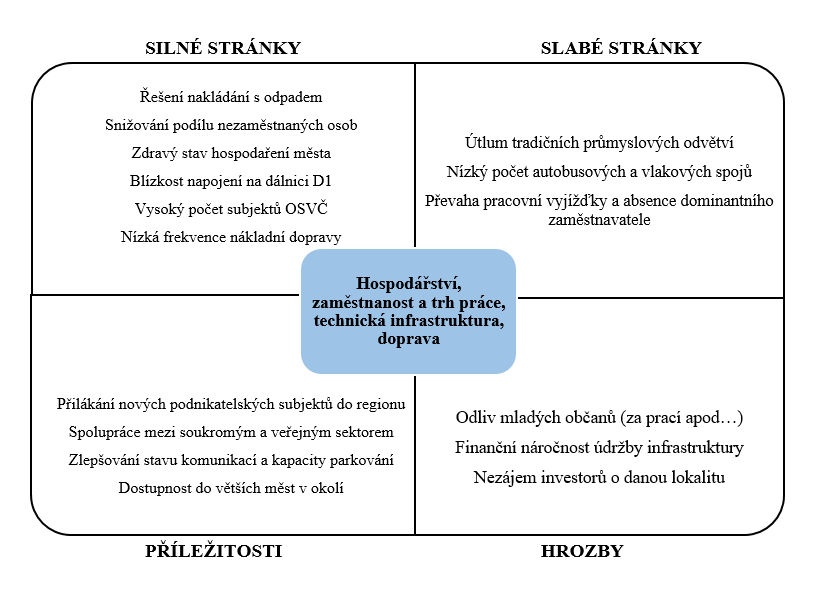 SILNÉ STRÁNKY
SLABÉ STRÁNKY
Řešení nakládání s odpadem
Snižování podílu nezaměstnaných osob
Zdravý stav hospodaření města
Blízkost napojení na dálnici D1
Vysoký počet subjektů OSVČ
Nízká frekvence nákladní dopravy
Útlum tradičních průmyslových odvětví
Nízký počet autobusových a vlakových spojů
Převaha pracovní vyjížďky a absence dominantního
zaměstnavatele
Hospodářství,
zaměstnanost a trh práce,
technická infrastruktura,
doprava
Přilákání nových podnikatelských subjektů do regionu
Spolupráce mezi soukromým a veřejným sektorem
Zlepšování stavu komunikací a kapacity parkování
Dostupnost do větších měst v okolí
Odliv mladých občanů (za prací apod…)
Finanční náročnost údržby infrastruktury
Nezájem investorů o danou lokalitu
PŘÍLEŽITOSTI
HROZBY